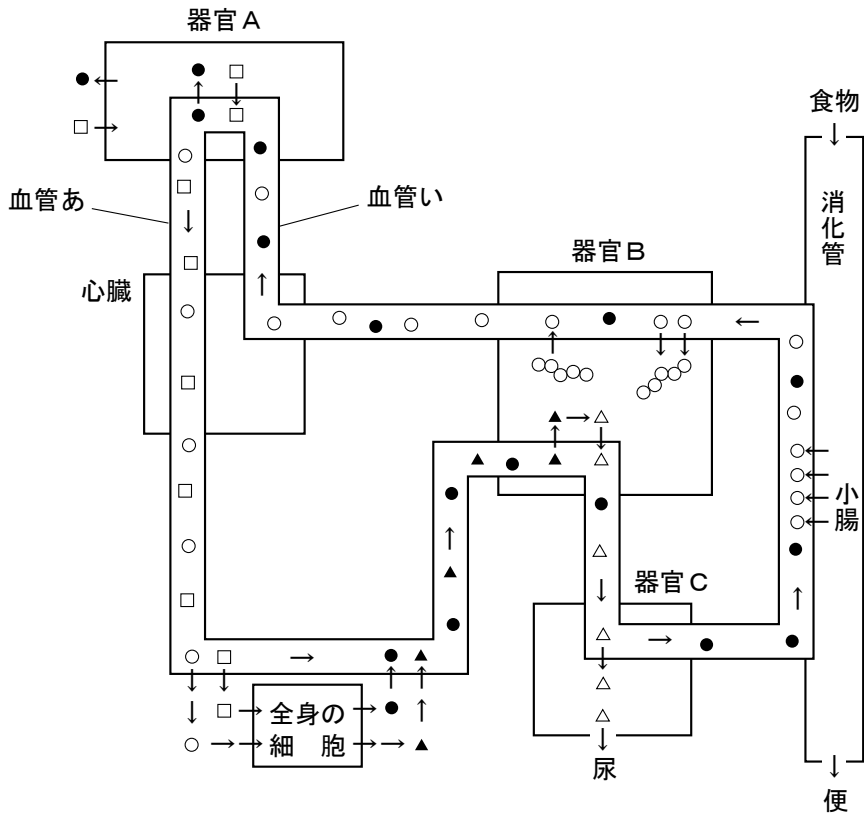 器官A
食物
消化管
血管あ
血管い
器官B
心臓
小腸
器官C
全身の
細 胞
尿
便